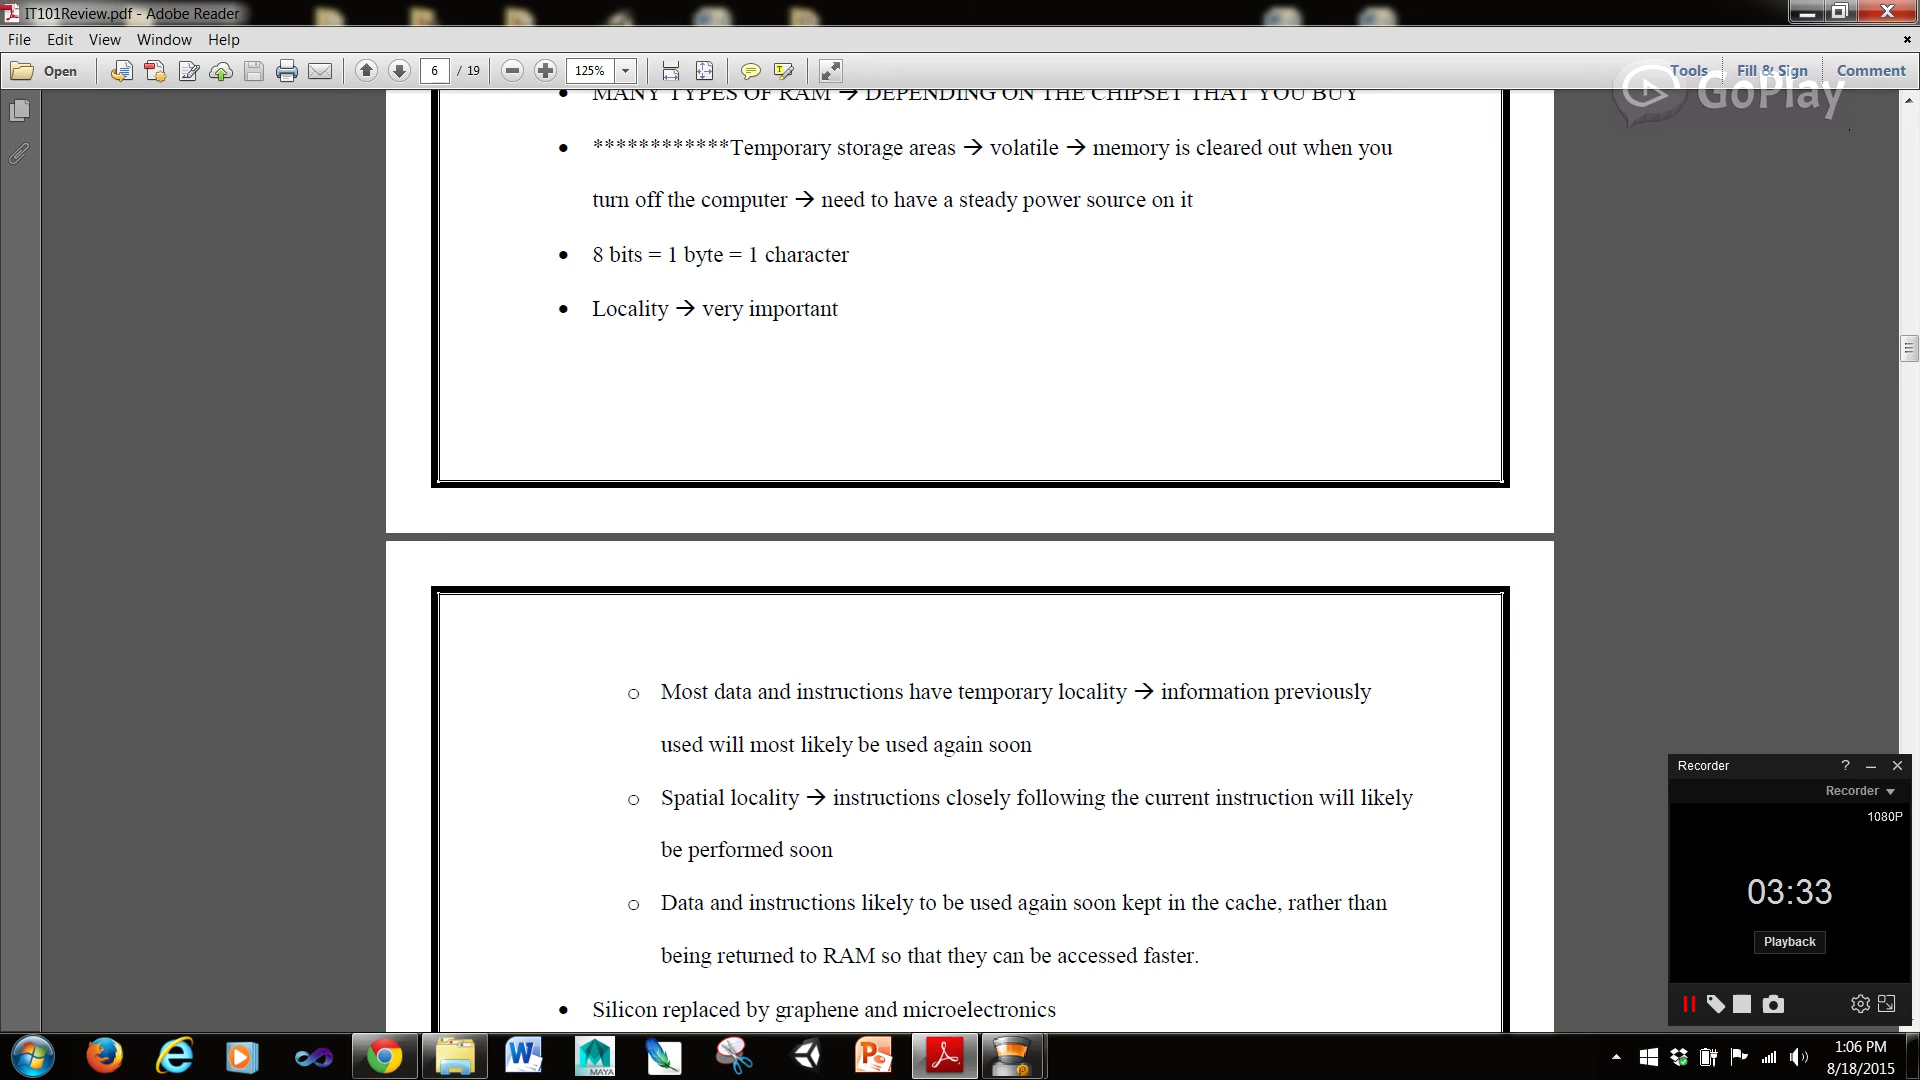 IT101Review.pdf - Adobe Reader
File Edit View Window Help
Open 6 / 19 125% Tools Fill & Sign Comment
GoPlay
• MANY TYPES OF RAM → DEPENDING ON THE CHIPSET THAT YOU BUY
• ************Temporary storage areas → volatile → memory is cleared out when you
turn off the computer → need to have a steady power source on it
• 8 bits = 1 byte = 1 character
• Locality → very important
o Most data and instructions have temporary locality → information previously
used will most likely be used again soon
o Spatial locality → instructions closely following the current instruction will likely
be performed soon
o Data and instructions likely to be used again soon kept in the cache, rather than
being returned to RAM so that they can be accessed faster.
• Silicon replaced by graphene and microelectronics
Recorder ?
Recorder
1080P
03:33
Playback
MAYA
1:06 PM
8/18/2015